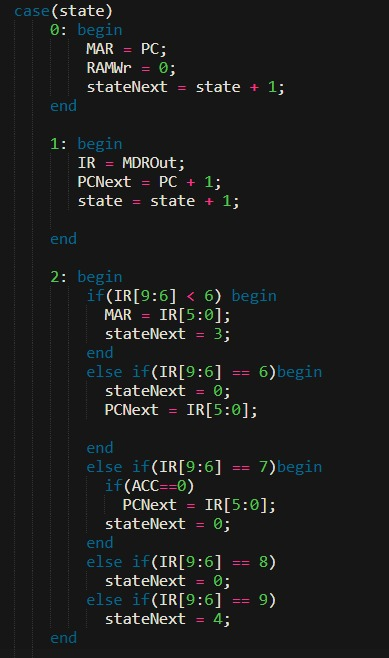 case(state)
0: begin
MAR = PC;
RAMWr = 0;
stateNext = state + 1;
end
1: begin
IR = MDROut;
PCNext = PC + 1;
state = state + 1;
end
2: begin
if(IR[9:6] < 6) begin
MAR = IR[5:0];
stateNext = 3;
end
else if(IR[9:6] == 6)begin
stateNext = 0;
PCNext = IR[5:0];
end
else if(IR[9:6] == 7)begin
if(ACC==0)
PCNext = IR[5:0];
stateNext = 0;
end
else if(IR[9:6] == 8)
stateNext = 0;
else if(IR[9:6] == 9)
stateNext = 4;
end